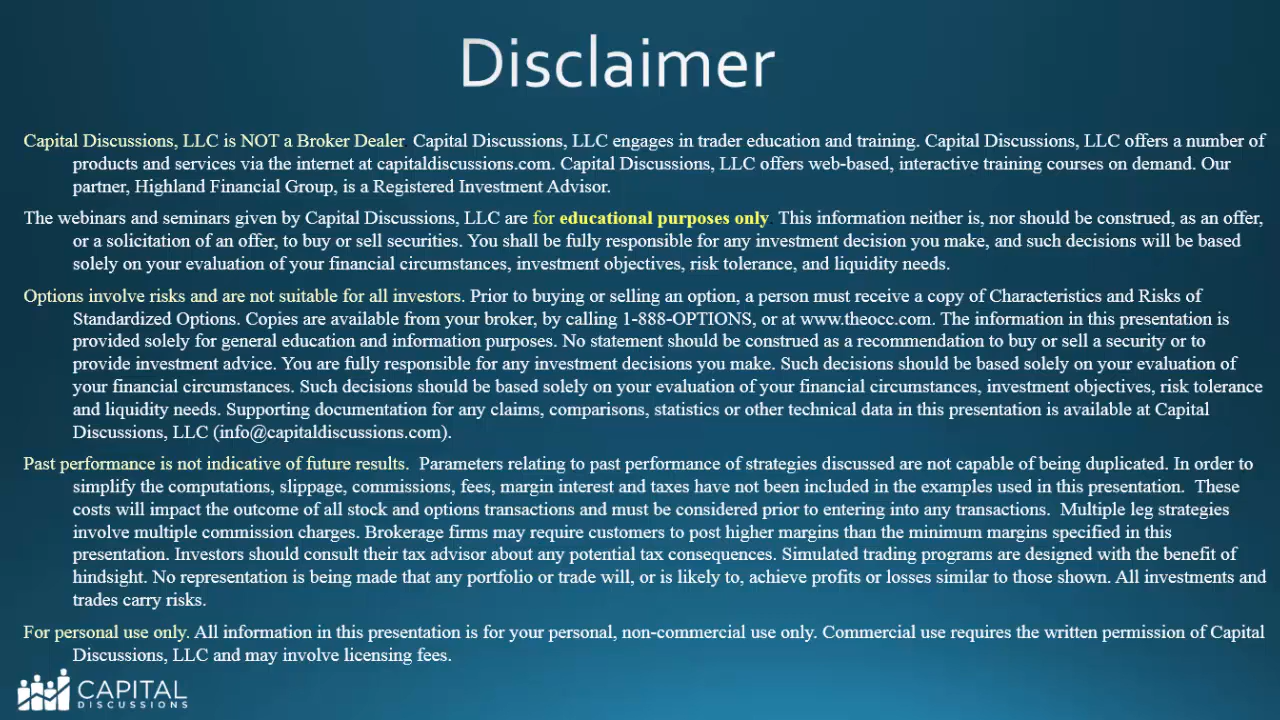 Disclaimer
Capital Discussions, LLC is NOT a Broker Dealer. Capital Discussions, LLC engages in trader education and training. Capital Discussions, LLC offers a number of
products and services via the internet at capitaldiscussions.com. Capital Discussions, LLC offers web-based, interactive training courses on demand. Our
partner, Highland Financial Group, is a Registered Investment Advisor.
The webinars and seminars given by Capital Discussions, LLC are for educational purposes only. This information neither is, nor should be construed, as an offer,
or a solicitation of an offer, to buy or sell securities. You shall be fully responsible for any investment decision you make, and such decisions will be based
solely on your evaluation of your financial circumstances, investment objectives, risk tolerance, and liquidity needs.
Options involve risks and are not suitable for all investors. Prior to buying or selling an option, a person must receive a copy of Characteristics and Risks of
Standardized Options. Copies are available from your broker, by calling 1-888-OPTIONS, or at www.theocc.com. The information in this presentation is
provided solely for general education and information purposes. No statement should be construed as a recommendation to buy or sell a security or to
provide investment advice. You are fully responsible for any investment decisions you make. Such decisions should be based solely on your evaluation of
your financial circumstances. Such decisions should be based solely on your evaluation of your financial circumstances, investment objectives, risk tolerance
and liquidity needs. Supporting documentation for any claims, comparisons, statistics or other technical data in this presentation is available at Capital
Discussions, LLC (info@capitaldiscussions.com).
Past performance is not indicative of future results. Parameters relating to past performance of strategies discussed are not capable of being duplicated. In order to
simplify the computations, slippage, commissions, fees, margin interest and taxes have not been included in the examples used in this presentation. These
costs will impact the outcome of all stock and options transactions and must be considered prior to entering into any transactions. Multiple leg strategies
involve multiple commission charges. Brokerage firms may require customers to post higher margins than the minimum margins specified in this
presentation. Investors should consult their tax advisor about any potential tax consequences. Simulated trading programs are designed with the benefit of
hindsight. No representation is being made that any portfolio or trade will, or is likely to, achieve profits or losses similar to those shown. All investments and
trades carry risks.
For personal use only. All information in this presentation is for your personal, non-commercial use only. Commercial use requires the written permission of Capital
Discussions, LLC and may involve licensing fees.
CAPITAL
DISCUSSIONS